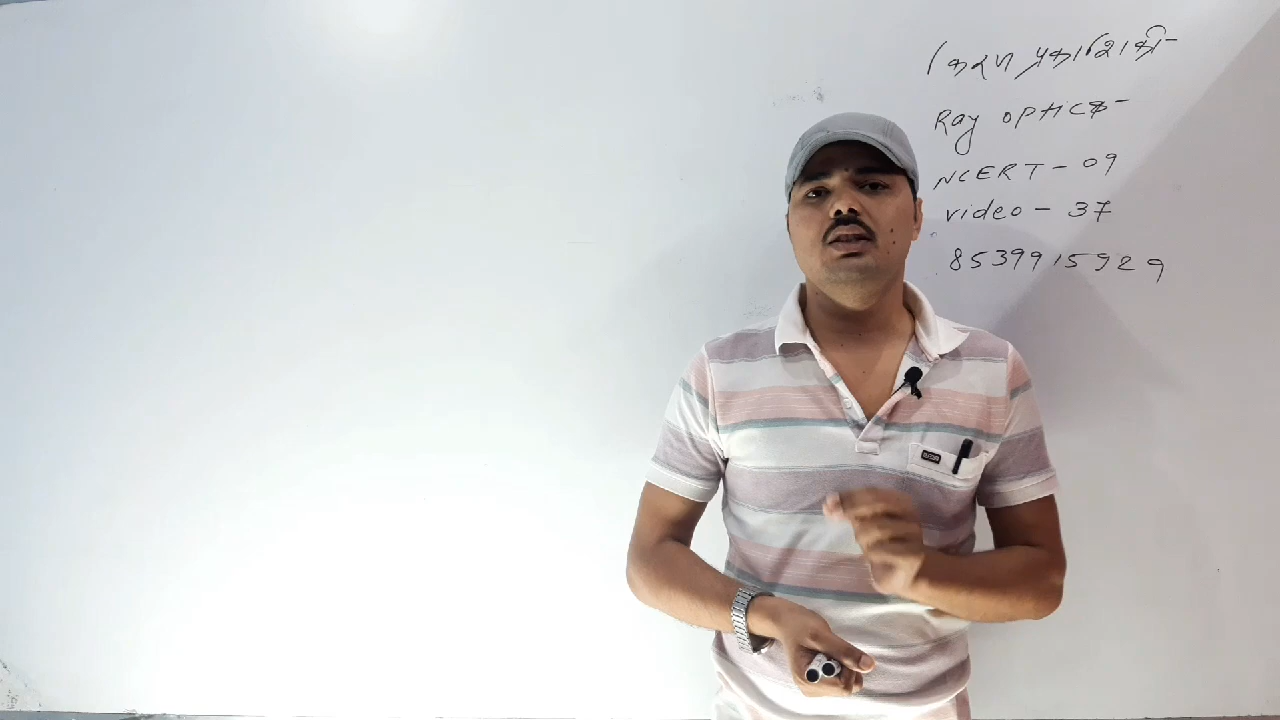 किरण प्रकाशिकी-
Ray optics-
NCERT - 09
video - 37
8539915929